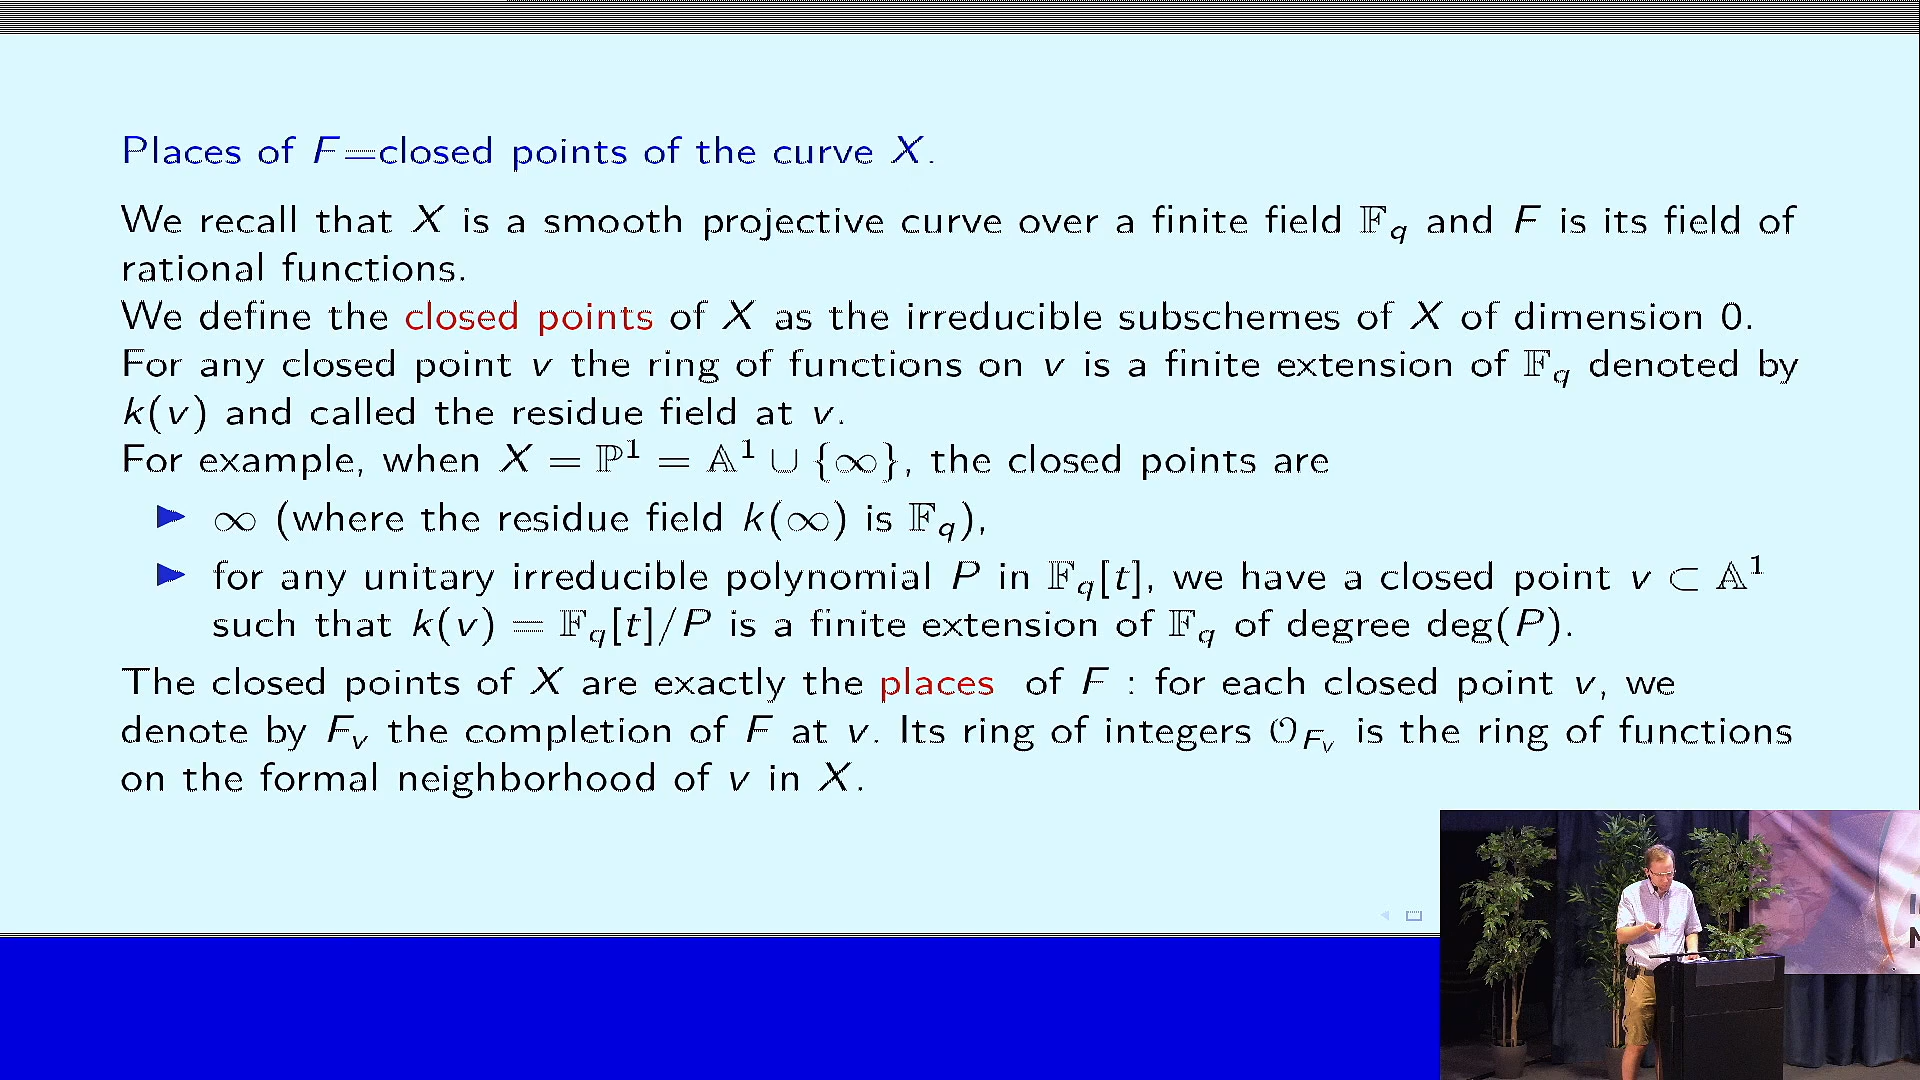 Places of F=closed points of the curve X.
We recall that X is a smooth projective curve over a finite field 𝔽_q and F is its field of
rational functions.
We define the closed points of X as the irreducible subschemes of X of dimension 0.
For any closed point v the ring of functions on v is a finite extension of 𝔽_q denoted by
k(v) and called the residue field at v.
For example, when X = ℙ¹ = 𝔸¹ ∪ {∞}, the closed points are
▶ ∞ (where the residue field k(∞) is 𝔽_q),
▶ for any unitary irreducible polynomial P in 𝔽_q[t], we have a closed point v ⊂ 𝔸¹
such that k(v) = 𝔽_q[t]/P is a finite extension of 𝔽_q of degree deg(P).
The closed points of X are exactly the places of F : for each closed point v, we
denote by F_v the completion of F at v. Its ring of integers 𝒪_{F_v} is the ring of functions
on the formal neighborhood of v in X.